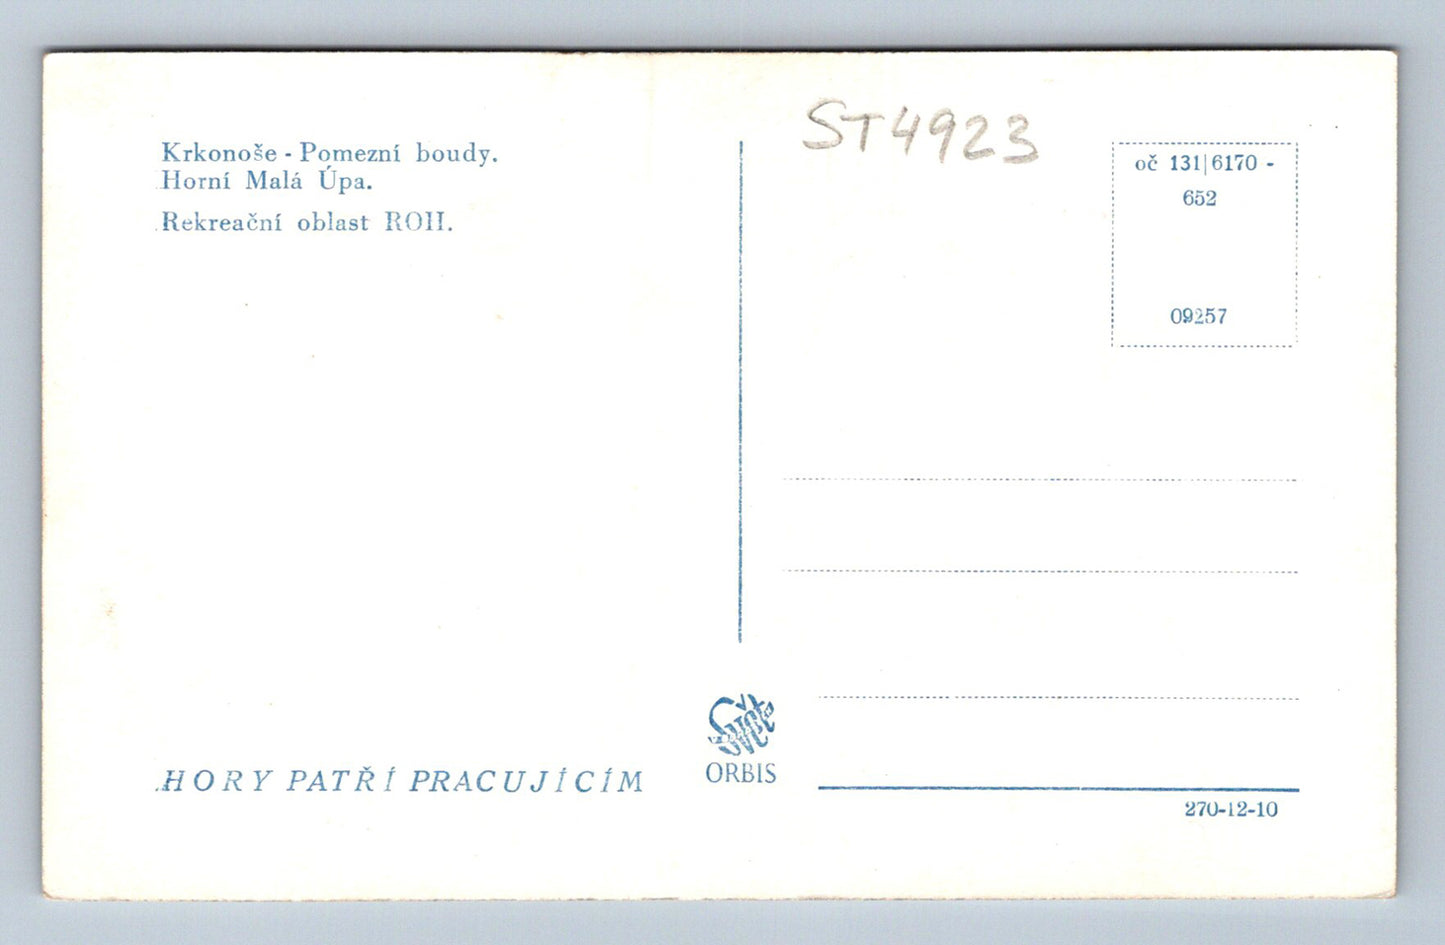 Krkonoše - Pomezní boudy.
Horní Malá Úpa.
Rekreační oblast ROH.
HORY PATŘÍ PRACUJÍCÍM
ST4923
oč 131|6170 -
652
09257
Svět
ORBIS
270-12-10